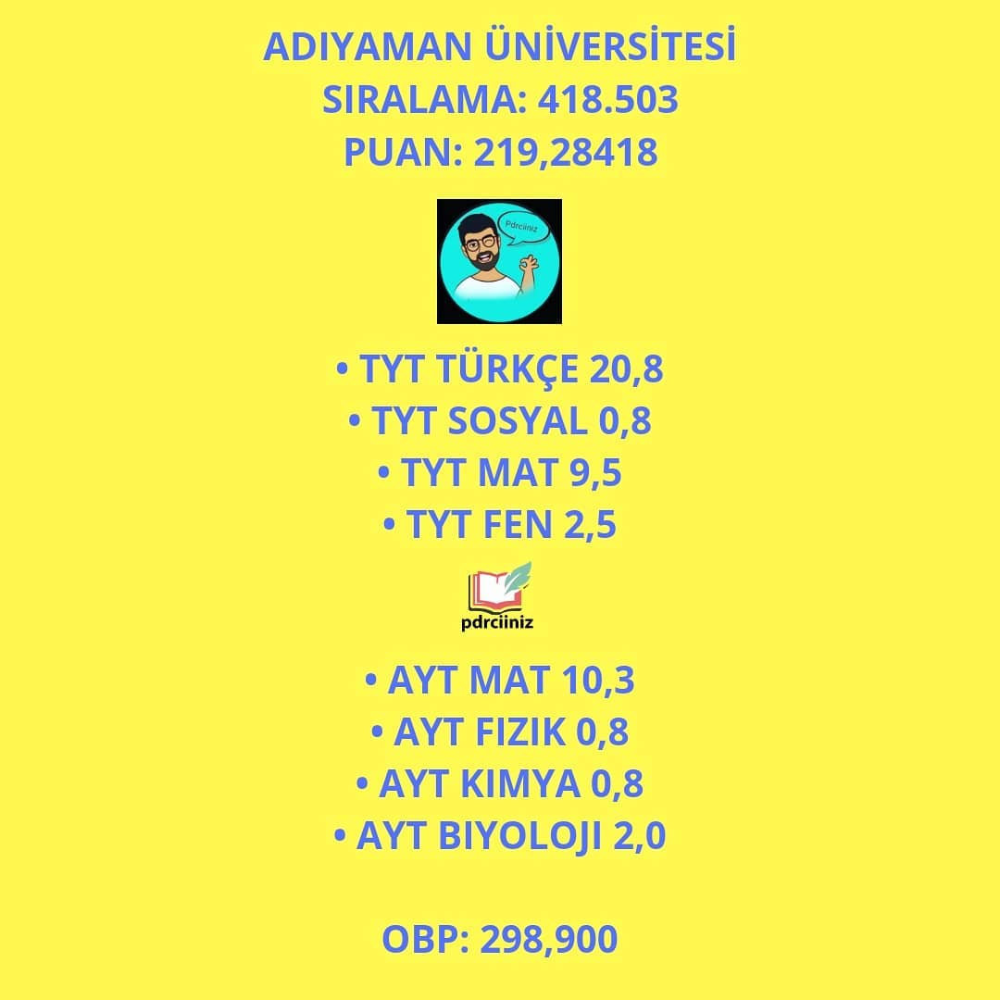 ADIYAMAN ÜNİVERSİTESİ
SIRALAMA: 418.503
PUAN: 219,28418
Pdrciiniz
• TYT TÜRKÇE 20,8
• TYT SOSYAL 0,8
• TYT MAT 9,5
• TYT FEN 2,5
pdrciiniz
• AYT MAT 10,3
• AYT FIZIK 0,8
• AYT KIMYA 0,8
• AYT BIYOLOJI 2,0
OBP: 298,900